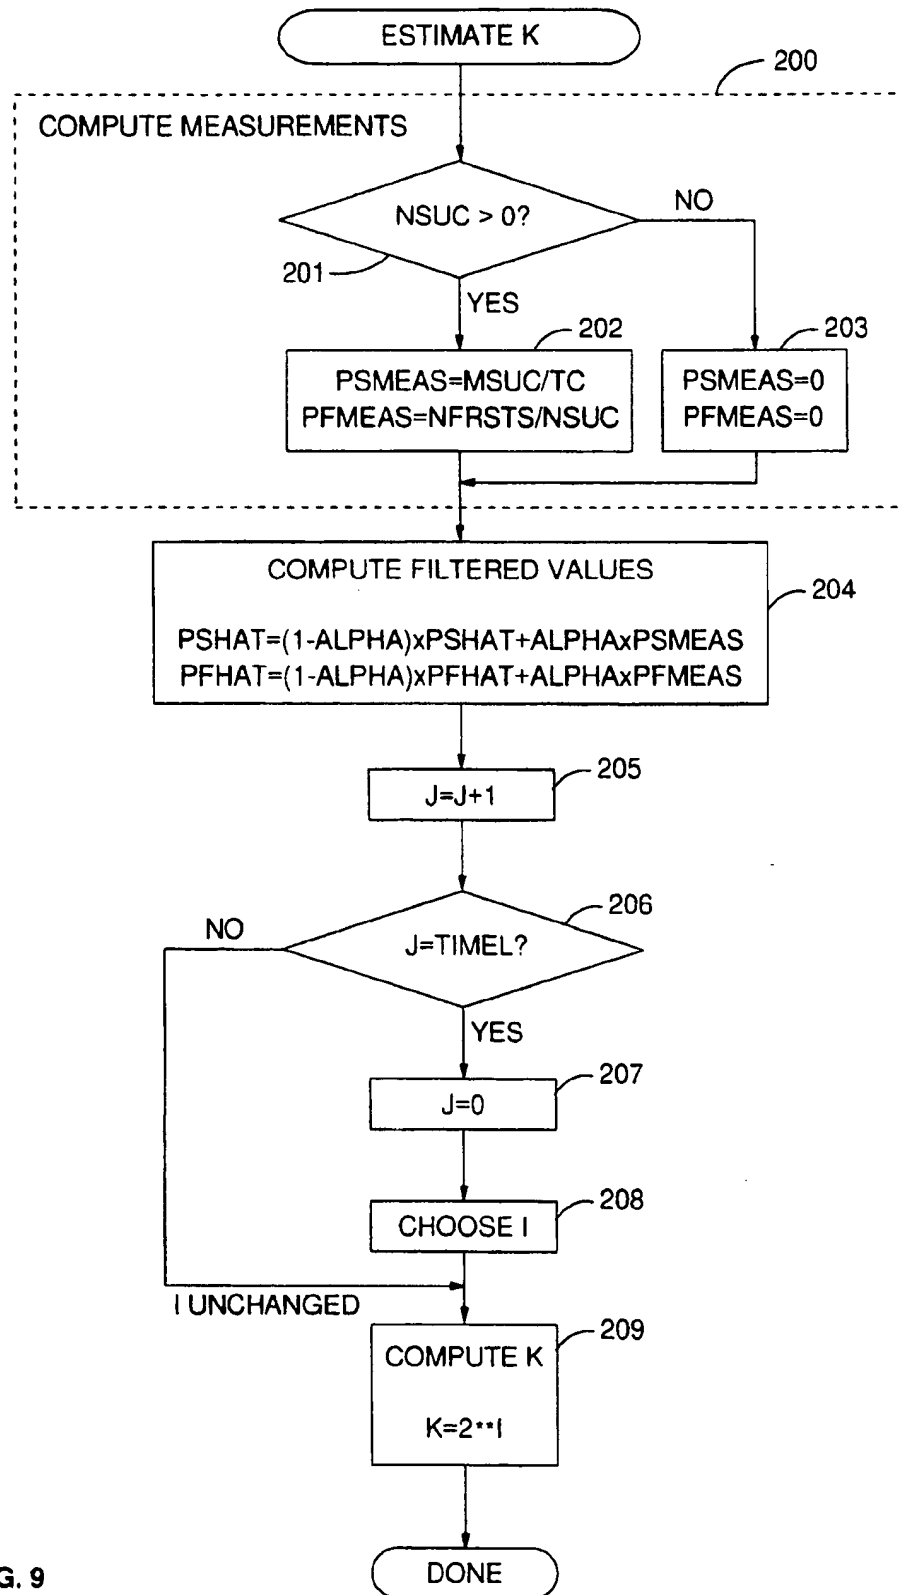 ESTIMATE K
200
COMPUTE MEASUREMENTS
NSUC > 0?
NO
201
YES
202
203
PSMEAS=MSUC/TC
PFMEAS=NFRSTS/NSUC
PSMEAS=0
PFMEAS=0
COMPUTE FILTERED VALUES
204
PSHAT=(1-ALPHA)xPSHAT+ALPHAxPSMEAS
PFHAT=(1-ALPHA)xPFHAT+ALPHAxPFMEAS
205
J=J+1
206
NO
J=TIMEL?
YES
207
J=0
208
CHOOSE I
I UNCHANGED
209
COMPUTE K
K=2**I
DONE
G. 9